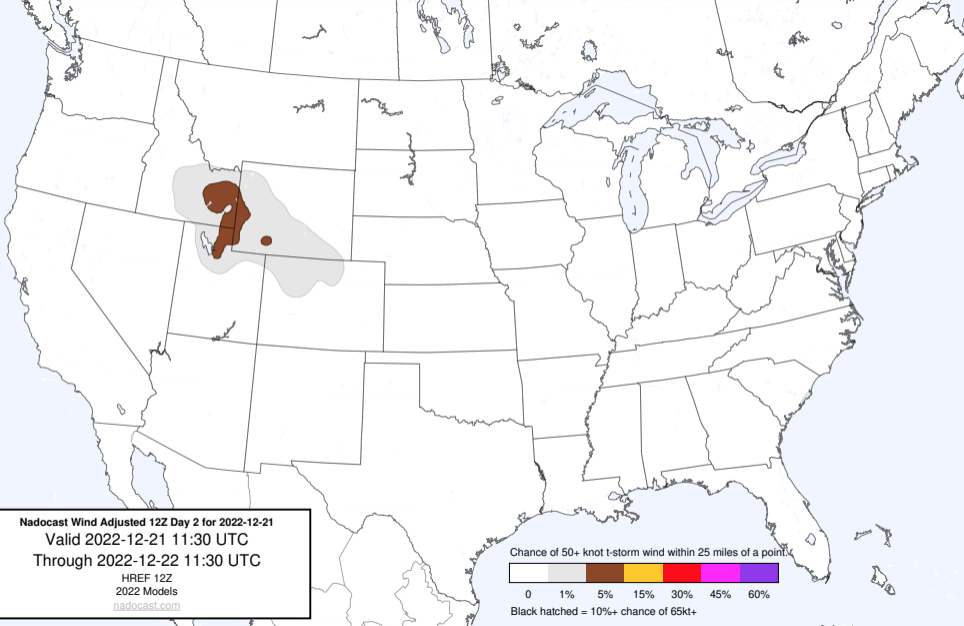 Nadocast Wind Adjusted 12Z Day 2 for 2022-12-21
Valid 2022-12-21 11:30 UTC
Through 2022-12-22 11:30 UTC
HREF 12Z
2022 Models
nadocast.com
Chance of 50+ knot t-storm wind within 25 miles of a point.
0 1% 5% 15% 30% 45% 60%
Black hatched = 10%+ chance of 65kt+